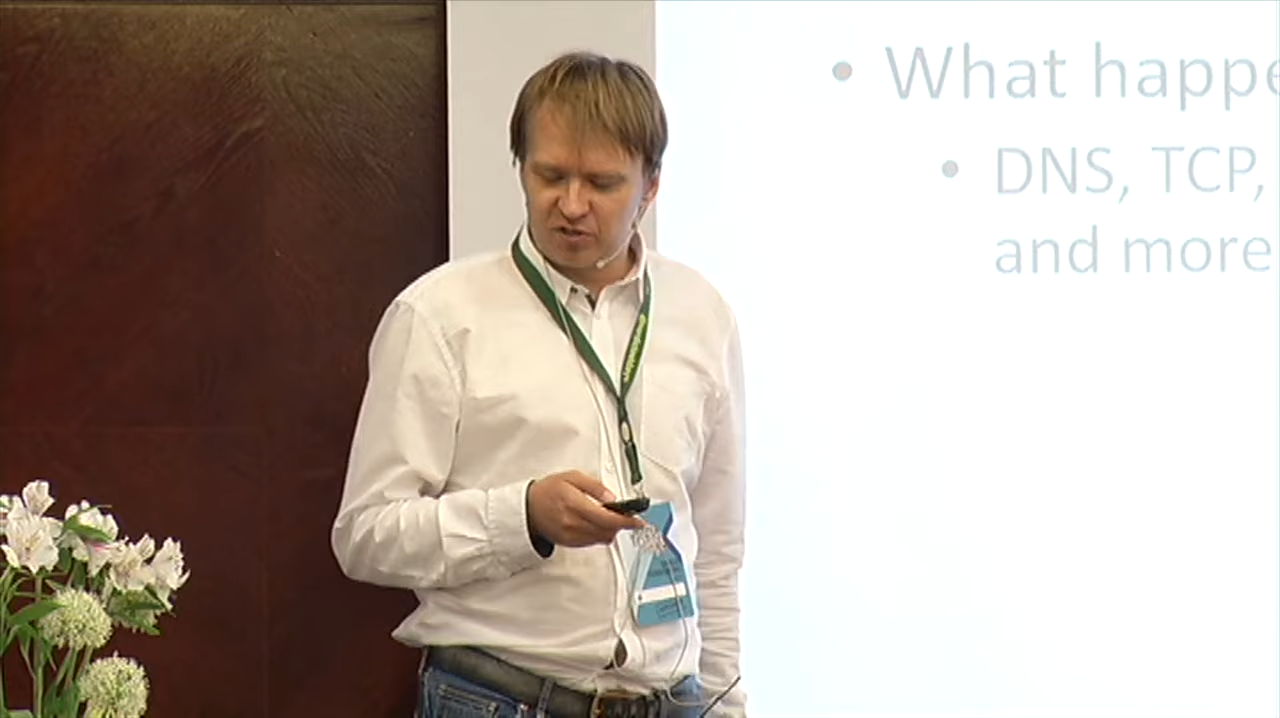 • What happe
• DNS, TCP,
and more